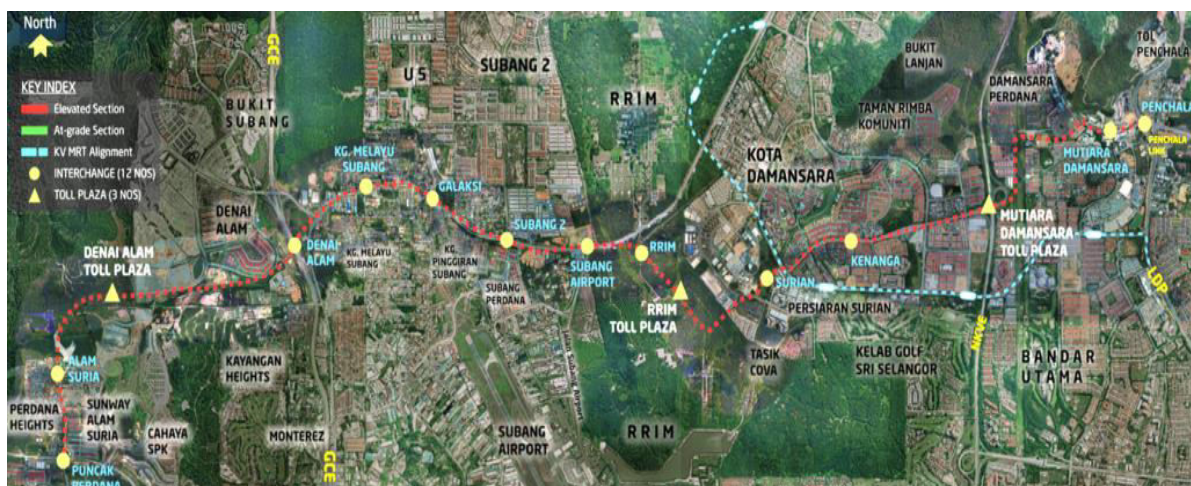 North
KEY INDEX
Elevated Section
At-grade Section
KV MRT Alignment
INTERCHANGE (12 NOS)
TOLL PLAZA (3 NOS)
GCE
BUKIT
SUBANG
U5
SUBANG 2
RRIM
BUKIT
LANJAN
DAMANSARA
PERDANA
TOL
PENCHALA
TAMAN RIMBA
KOMUNITI
PENCHALA
PENCHALA
LINK
MUTIARA
DAMANSARA
KG. MELAYU
SUBANG
GALAKSI
KOTA
DAMANSARA
DENAI
ALAM
DENAI ALAM
TOLL PLAZA
DENAI
ALAM
KG. MELAYU
SUBANG
KG.
PINGGIRAN
SUBANG
SUBANG 2
SUBANG
PERDANA
SUBANG
AIRPORT
RRIM
RRIM
TOLL PLAZA
SURIAN
KENANGA
MUTIARA
DAMANSARA
TOLL PLAZA
PERSIARAN SURIAN
LDP
NKVE
ALAM
SURIA
KAYANGAN
HEIGHTS
Jalan Subang Airport
TASIK
COVA
KELAB GOLF
SRI SELANGOR
BANDAR
UTAMA
PERDANA
HEIGHTS
SUNWAY
ALAM
SURIA
CAHAYA
SPK
MONTEREZ
GCE
SUBANG
AIRPORT
RRIM
PUNCAK
PERDANA